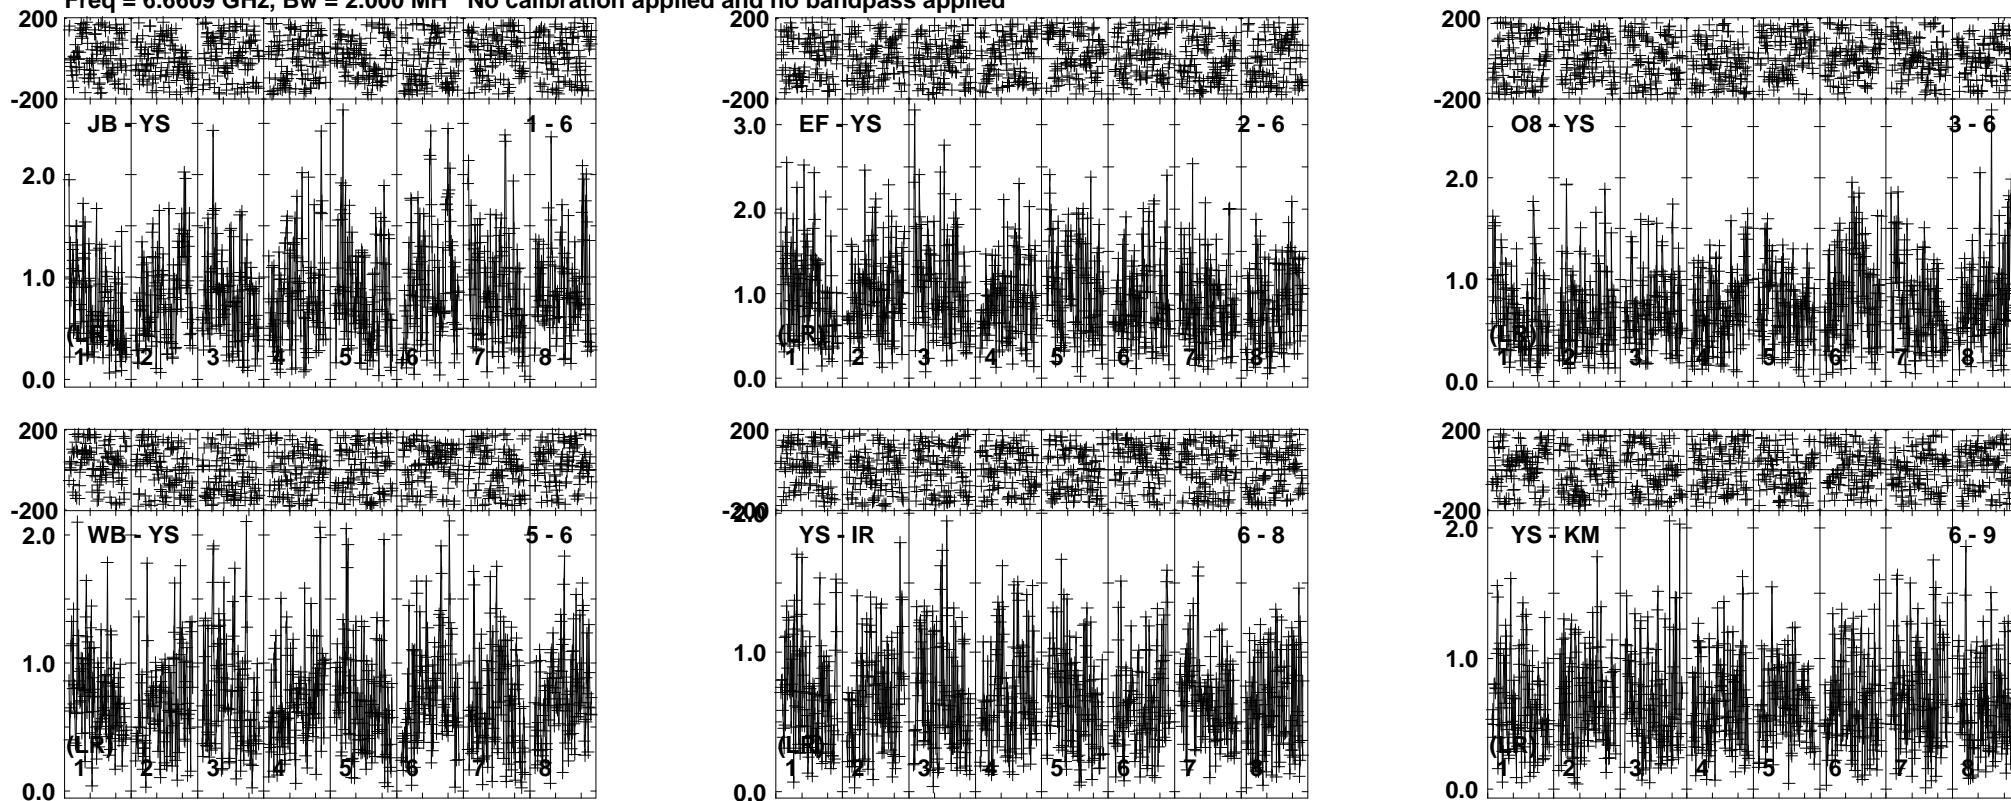 Freq = 6.6609 GHz, Bw = 2.000 MH No calibration applied and no bandpass applied
200
-200
JB - YS 1 - 6
2.0
1.0
(LR)
1 2 3 4 5 6 7 8
0.0
200
-200
3.0
EF - YS 2 - 6
2.0
1.0
(LR)
1 2 3 4 5 6 7 8
0.0
200
-200
O8 - YS 3 - 6
2.0
1.0
(LR)
1 2 3 4 5 6 7 8
0.0
200
-200
2.0
WB - YS 5 - 6
1.0
(LR)
1 2 3 4 5 6 7 8
0.0
200
-200
2.0
YS - IR 6 - 8
1.0
(LR)
1 2 3 4 5 6 7 8
0.0
200
-200
2.0
YS - KM 6 - 9
1.0
(LR)
1 2 3 4 5 6 7 8
0.0